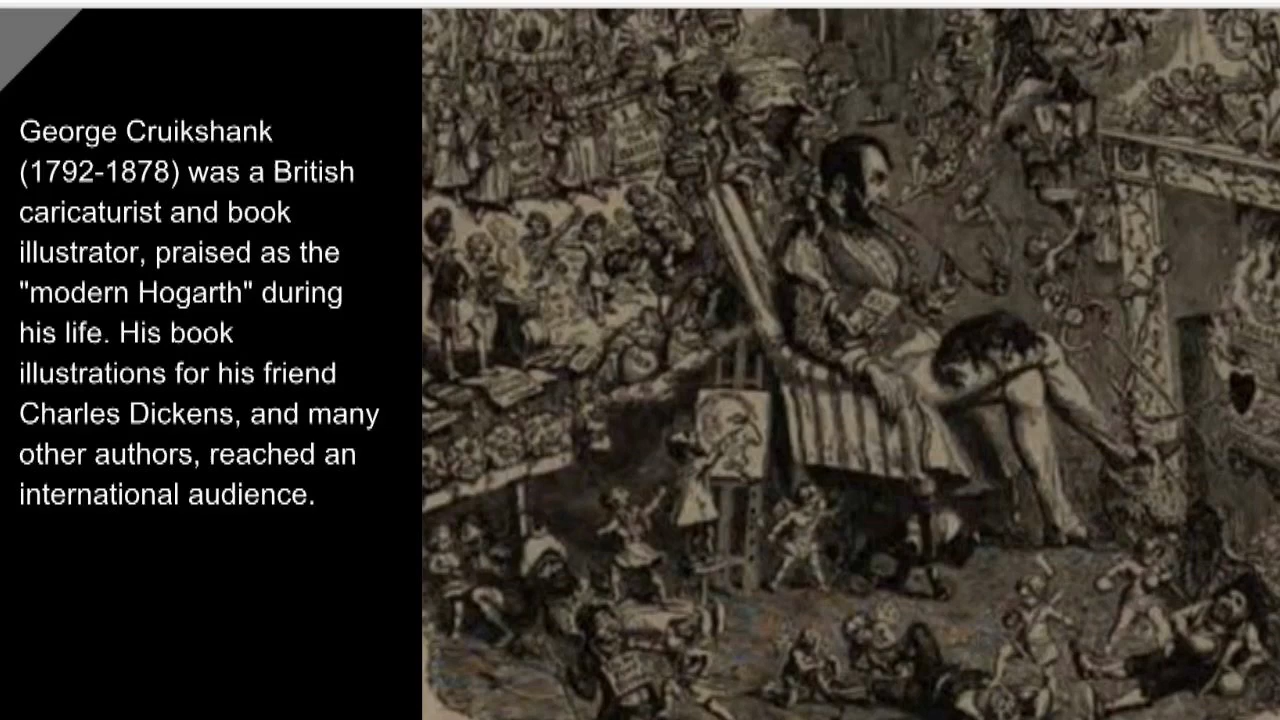 George Cruikshank
(1792-1878) was a British
caricaturist and book
illustrator, praised as the
"modern Hogarth" during
his life. His book
illustrations for his friend
Charles Dickens, and many
other authors, reached an
international audience.